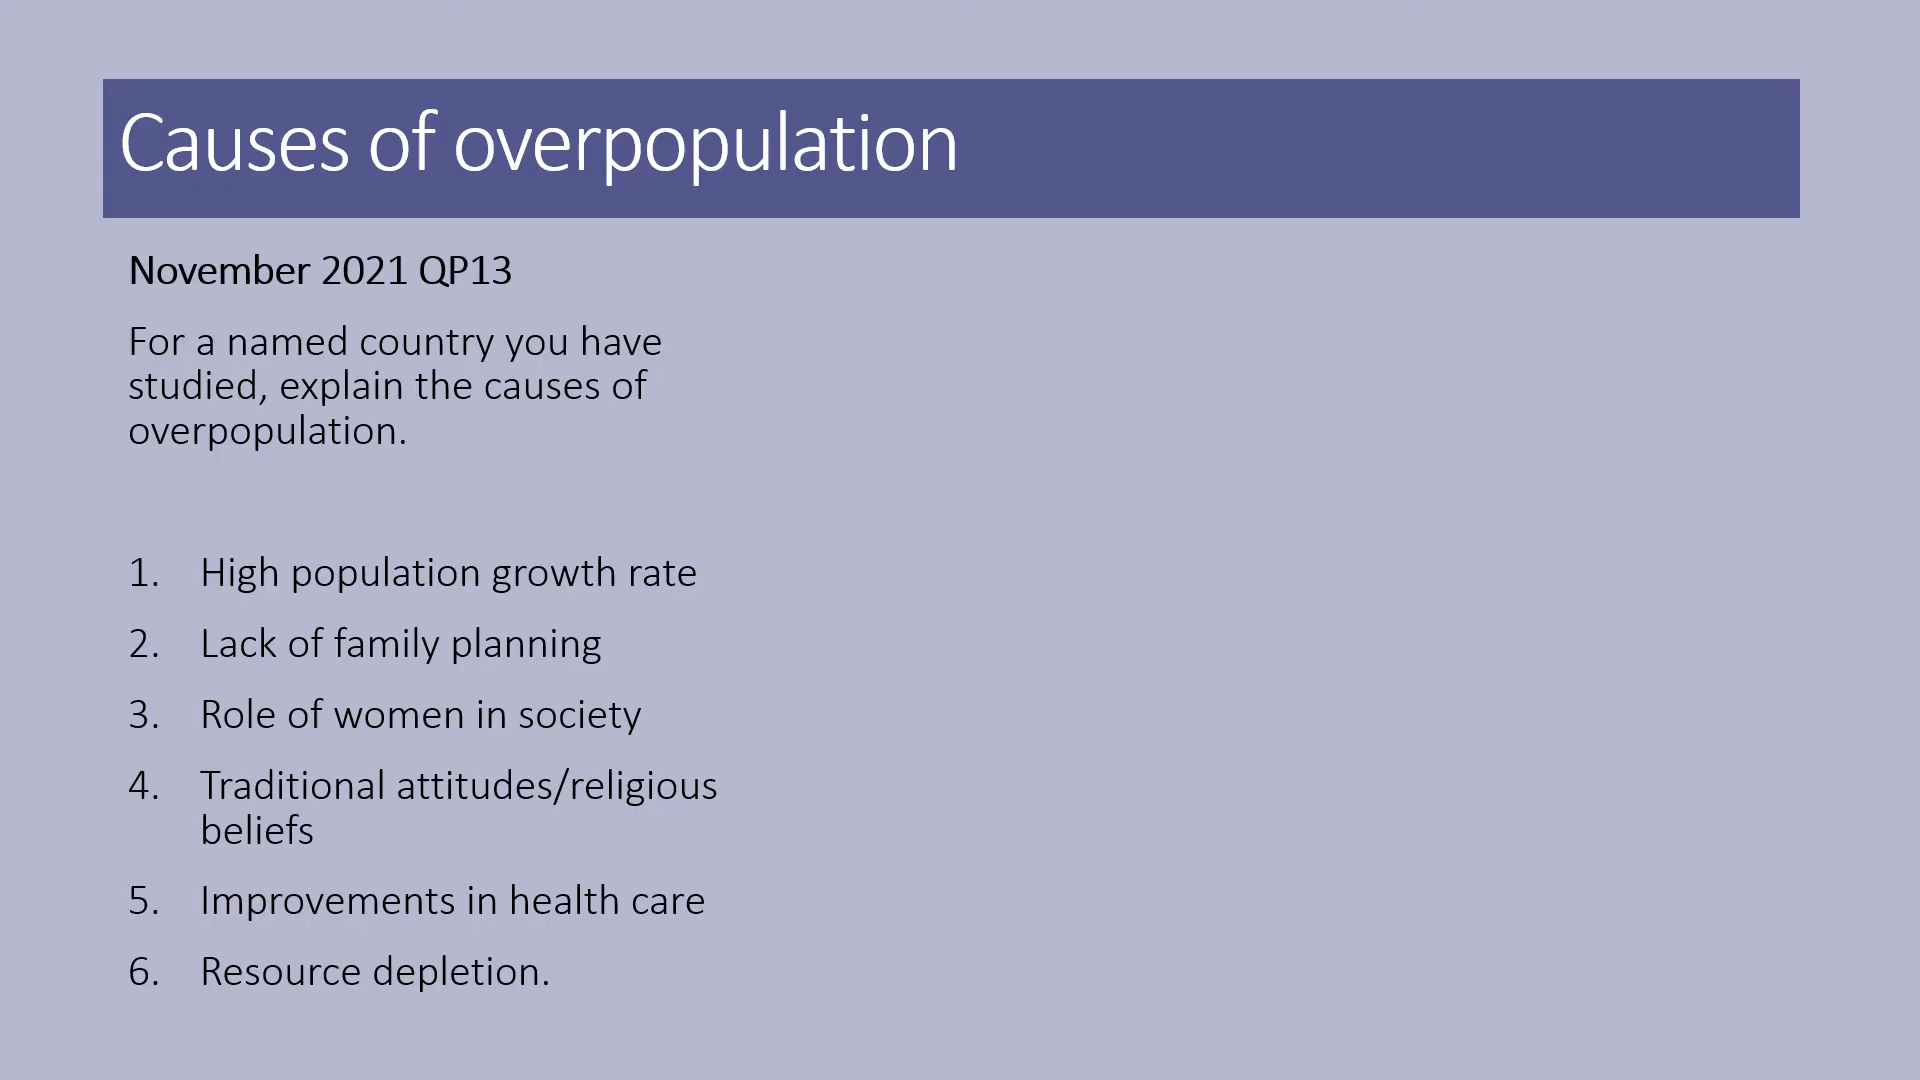 Causes of overpopulation
November 2021 QP13
For a named country you have
studied, explain the causes of
overpopulation.
1. High population growth rate
2. Lack of family planning
3. Role of women in society
4. Traditional attitudes/religious
beliefs
5. Improvements in health care
6. Resource depletion.